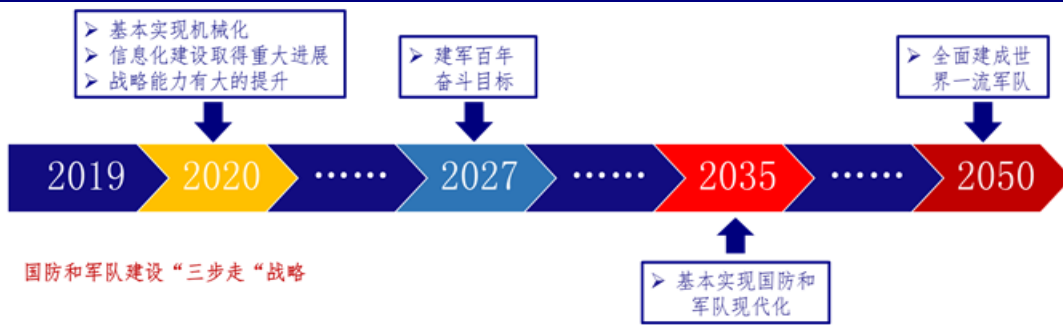 ➢ 基本实现机械化
➢ 信息化建设取得重大进展
➢ 战略能力有大的提升
➢ 建军百年
奋斗目标
➢ 全面建成世
界一流军队
2019 2020 …… 2027 …… 2035 …… 2050
国防和军队建设“三步走“战略
➢ 基本实现国防和
军队现代化